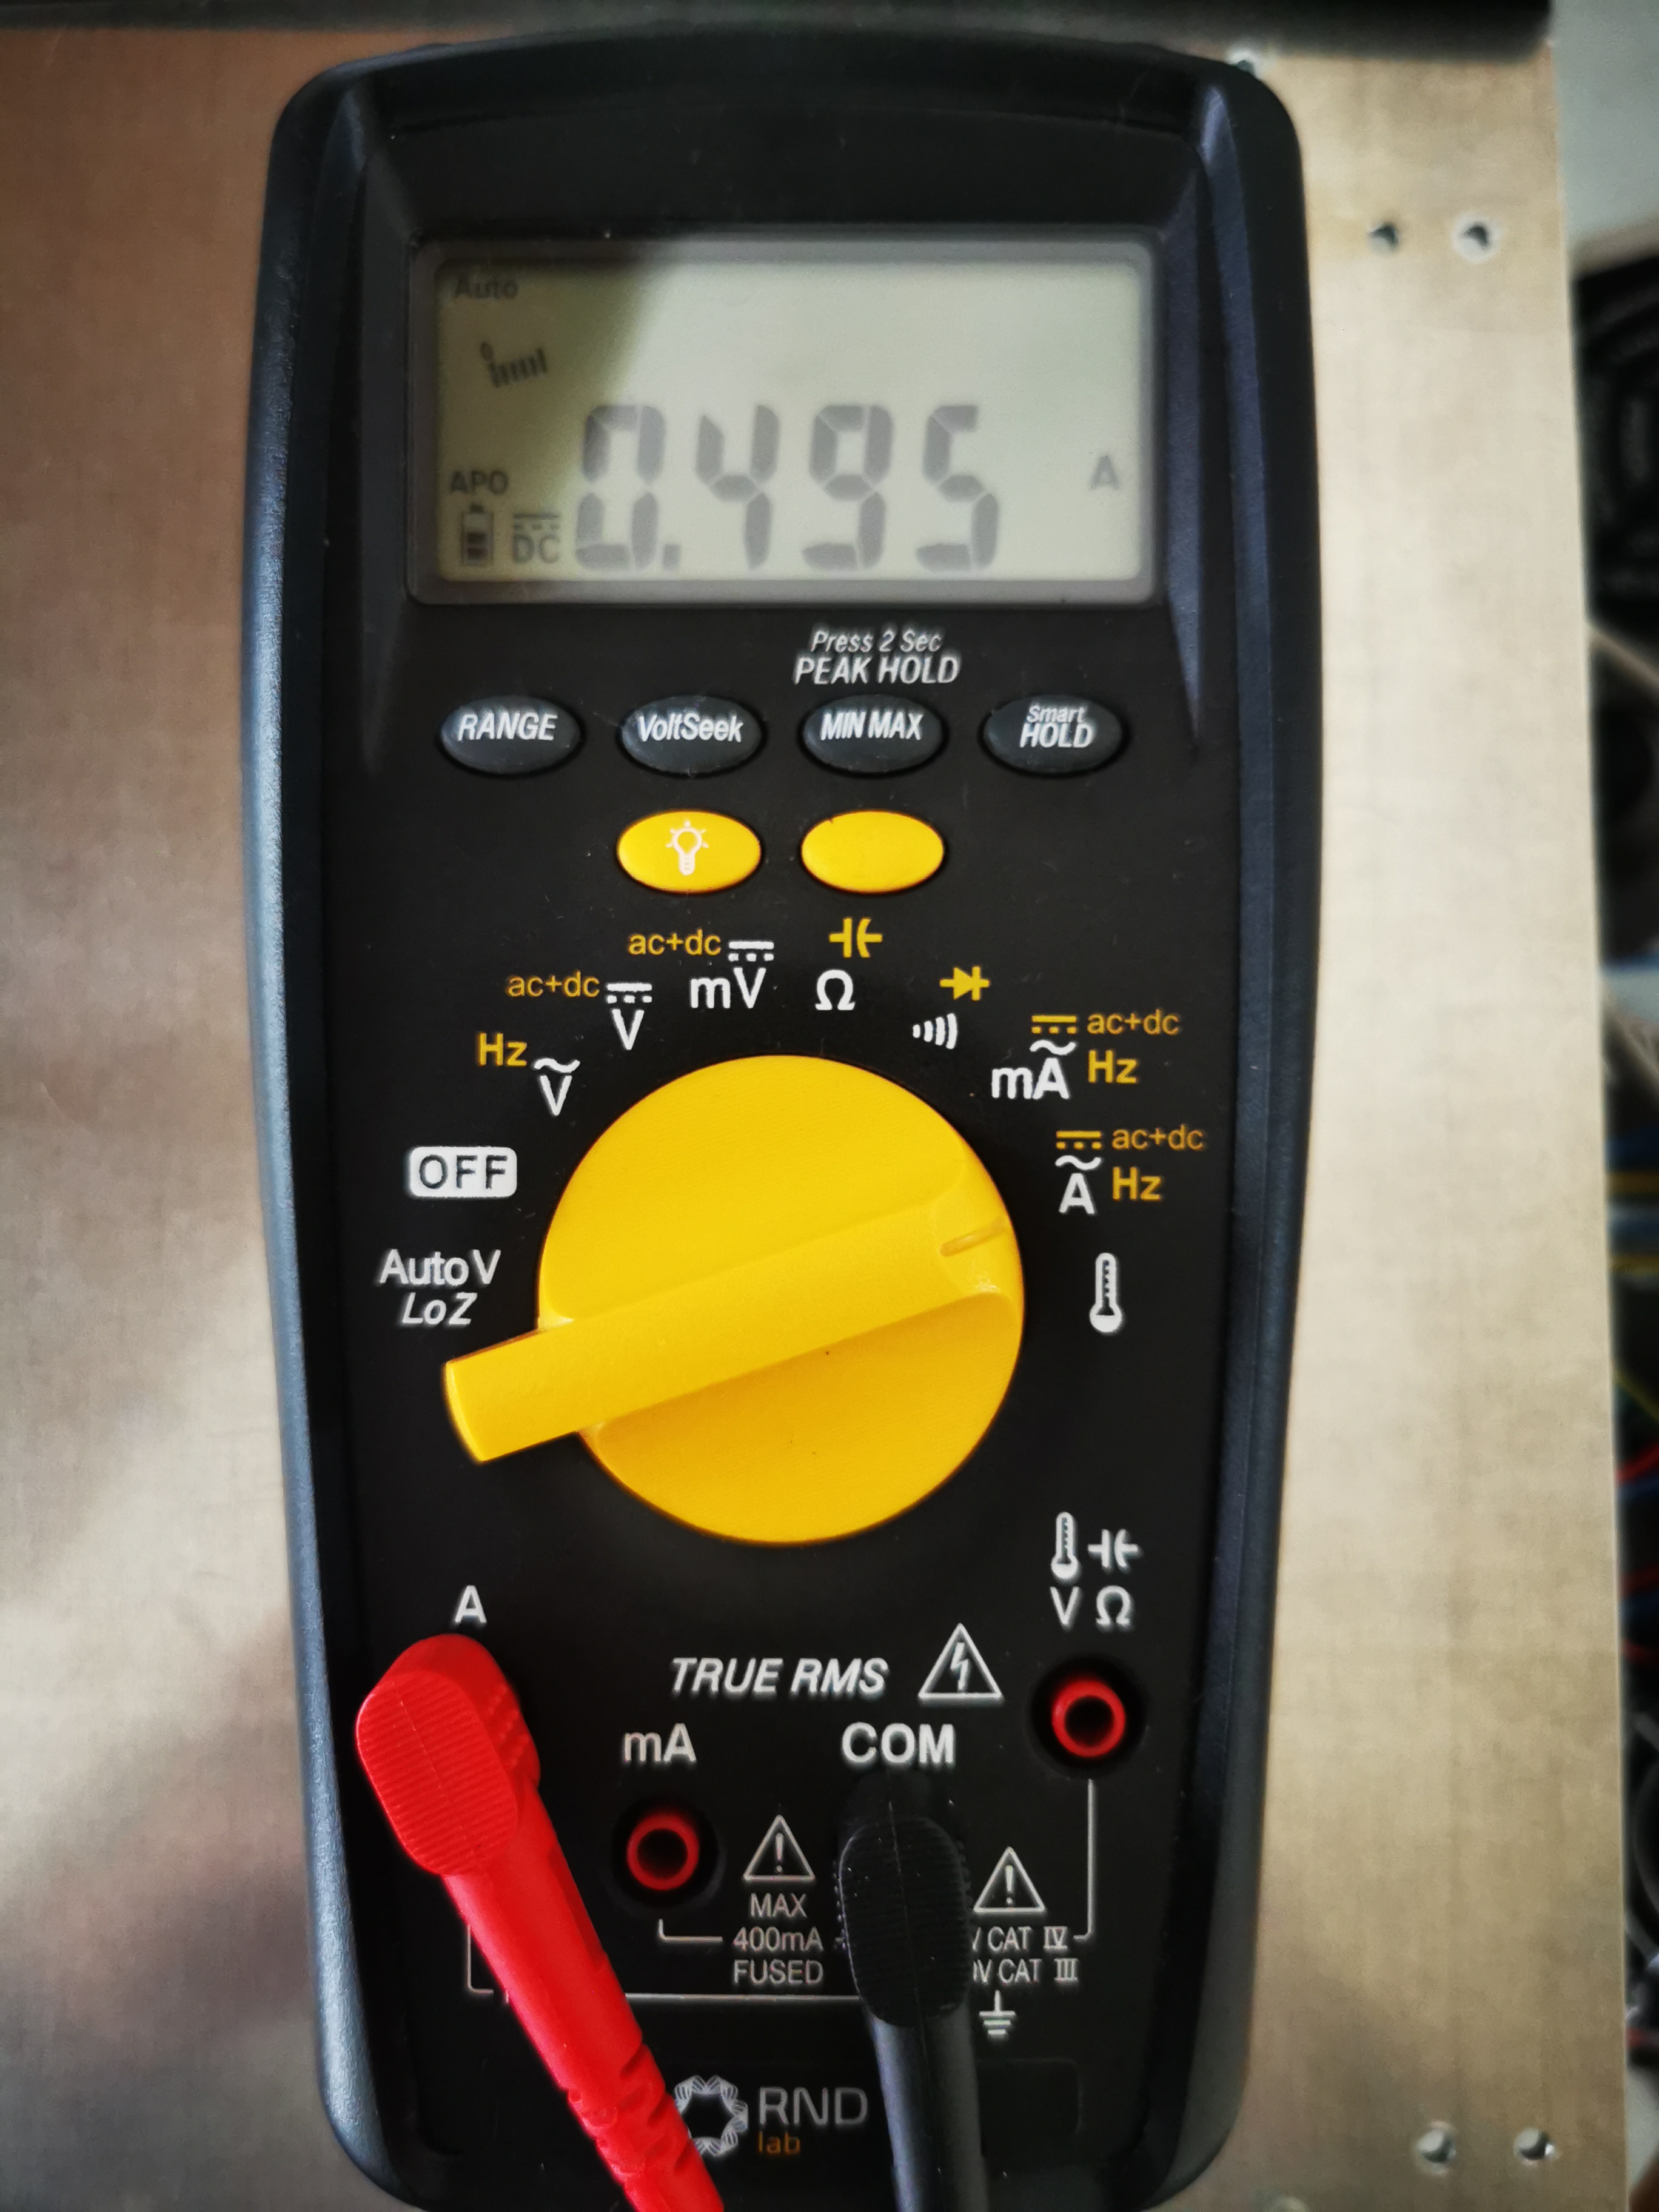 Auto
0
APO
DC 0.495 A
Press 2 Sec
PEAK HOLD
RANGE VoltSeek MIN MAX Smart HOLD
ac+dc mV
ac+dc V
Ω
Hz V
mA ac+dc Hz
OFF
A ac+dc Hz
Auto V
LoZ
A
V Ω
TRUE RMS
mA COM
MAX
400mA
FUSED
CAT IV
V CAT III
RND
lab